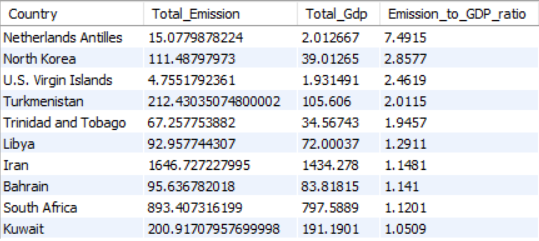 Country Total_Emission Total_Gdp Emission_to_GDP_ratio
Netherlands Antilles 15.0779878224 2.012667 7.4915
North Korea 111.48797973 39.01265 2.8577
U.S. Virgin Islands 4.7551792361 1.931491 2.4619
Turkmenistan 212.43035074800002 105.606 2.0115
Trinidad and Tobago 67.257753882 34.56743 1.9457
Libya 92.957744307 72.00037 1.2911
Iran 1646.727227995 1434.278 1.1481
Bahrain 95.636782018 83.81815 1.141
South Africa 893.407316199 797.5889 1.1201
Kuwait 200.91707957699998 191.1901 1.0509